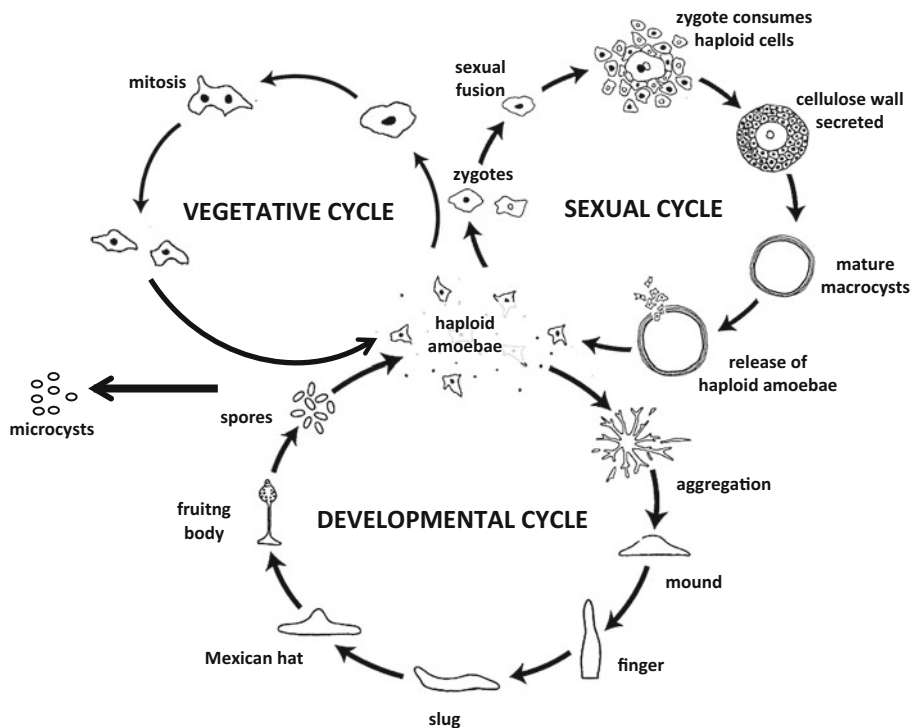 zygote consumes
haploid cells
sexual
fusion
mitosis
cellulose wall
secreted
zygotes
VEGETATIVE CYCLE
SEXUAL CYCLE
mature
macrocysts
haploid
amoebae
release of
haploid amoebae
microcysts
spores
aggregation
fruitng
body
DEVELOPMENTAL CYCLE
mound
Mexican hat
finger
slug